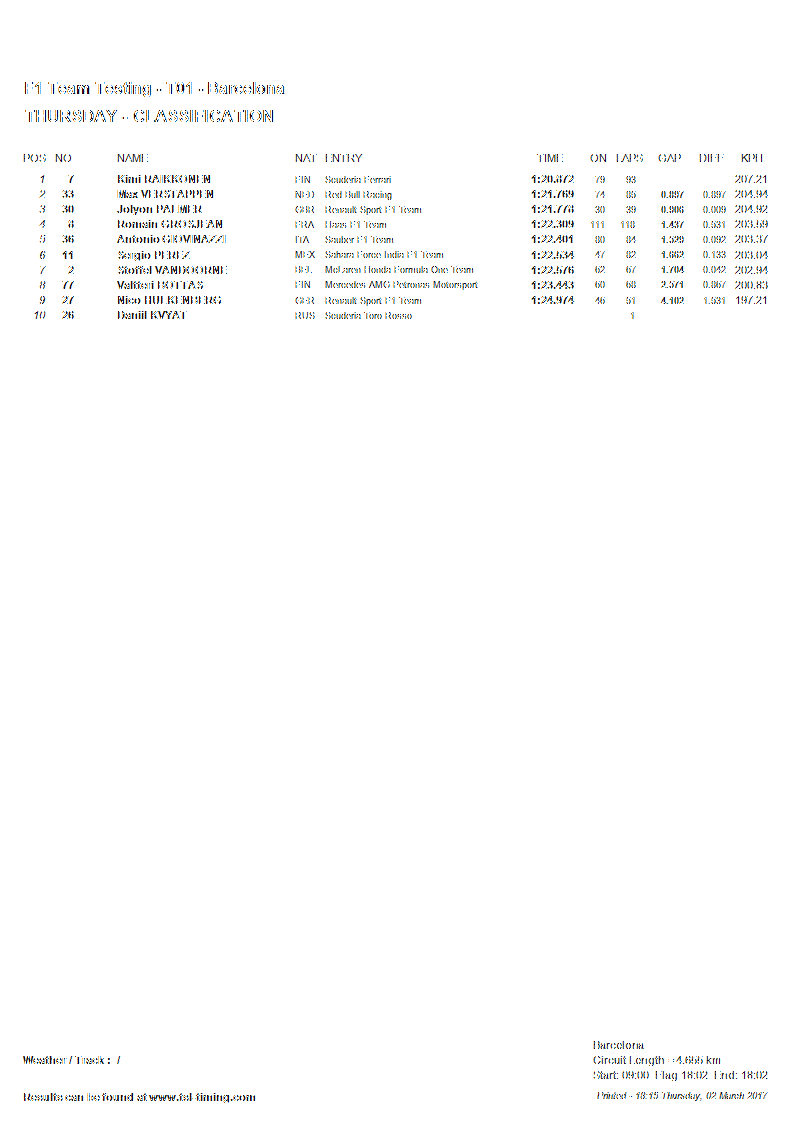 F1 Team Testing - T01 - Barcelona
THURSDAY - CLASSIFICATION
POS NO NAME NAT ENTRY TIME ON LAPS GAP DIFF KPH
1 7 Kimi RAIKKONEN FIN Scuderia Ferrari 1:20.872 79 93 207.21
2 33 Max VERSTAPPEN NED Red Bull Racing 1:21.769 74 85 0.897 0.897 204.94
3 30 Jolyon PALMER GBR Renault Sport F1 Team 1:21.778 30 39 0.906 0.009 204.92
4 8 Romain GROSJEAN FRA Haas F1 Team 1:22.309 111 118 1.437 0.531 203.59
5 36 Antonio GIOVINAZZI ITA Sauber F1 Team 1:22.401 80 84 1.529 0.092 203.37
6 11 Sergio PEREZ MEX Sahara Force India F1 Team 1:22.534 47 82 1.662 0.133 203.04
7 2 Stoffel VANDOORNE BEL McLaren Honda Formula One Team 1:22.576 62 67 1.704 0.042 202.94
8 77 Valtteri BOTTAS FIN Mercedes AMG Petronas Motorsport 1:23.443 60 68 2.571 0.867 200.83
9 27 Nico HULKENBERG GER Renault Sport F1 Team 1:24.974 46 51 4.102 1.531 197.21
10 26 Daniil KVYAT RUS Scuderia Toro Rosso 1
Barcelona
Weather / Track : / Circuit Length = 4.655 km
Start: 09:00 Flag 18:02 End: 18:02
Results can be found at www.tsl-timing.com Printed - 18:15 Thursday, 02 March 2017